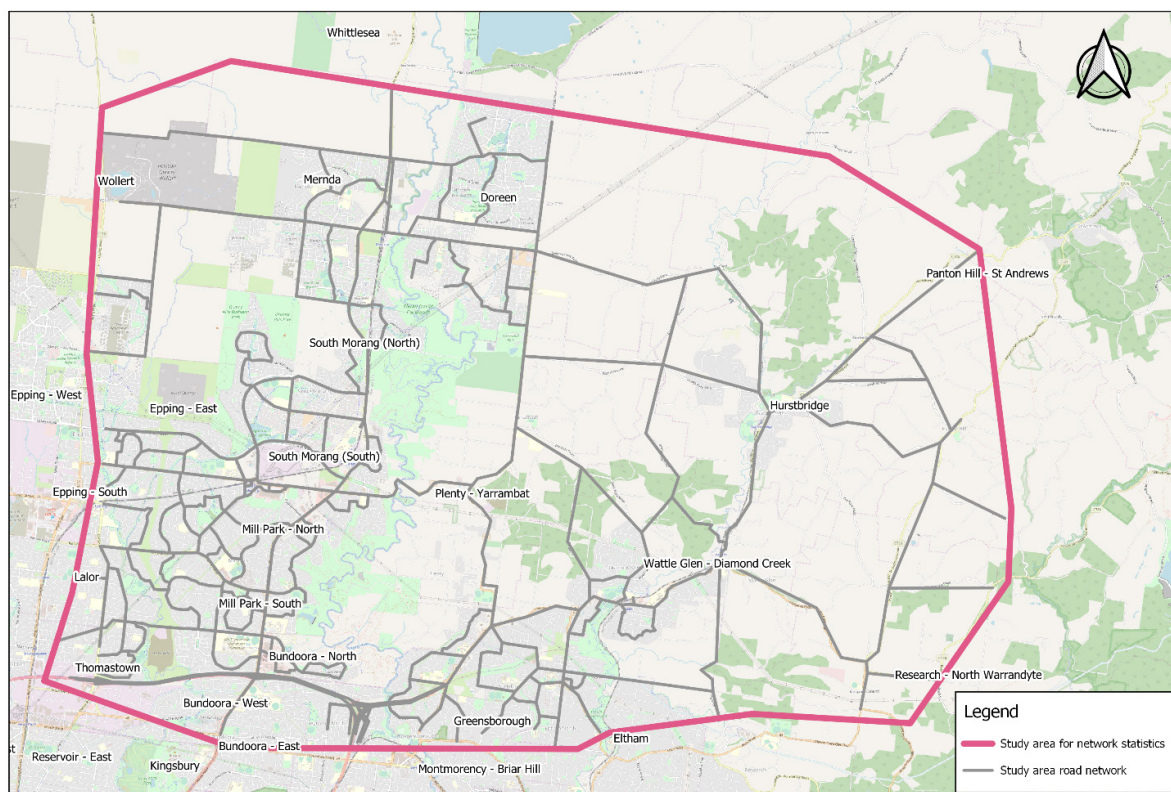 Whittlesea
Wollert
Mernda
Doreen
Panton Hill - St Andrews
South Morang (North)
Epping - West
Epping - East
Hurstbridge
South Morang (South)
Epping - South
Plenty - Yarrambat
Mill Park - North
Wattle Glen - Diamond Creek
Lalor
Mill Park - South
Bundoora - North
Thomastown
Research - North Warrandyte
Bundoora - West
Greensborough
Eltham
Bundoora - East
Reservoir - East
Kingsbury
Montmorency - Briar Hill
Legend
Study area for network statistics
Study area road network